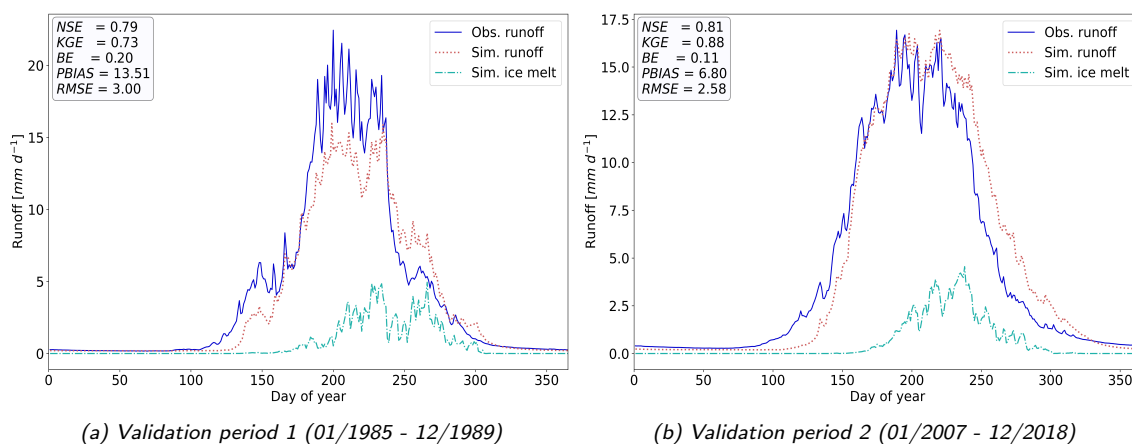 NSE = 0.79
KGE = 0.73
BE = 0.20
PBIAS = 13.51
RMSE = 3.00
Obs. runoff
Sim. runoff
Sim. ice melt
Runoff [mm d⁻¹]
20
15
10
5
0
0 50 100 150 200 250 300 350
Day of year
(a) Validation period 1 (01/1985 - 12/1989)
NSE = 0.81
KGE = 0.88
BE = 0.11
PBIAS = 6.80
RMSE = 2.58
Obs. runoff
Sim. runoff
Sim. ice melt
Runoff [mm d⁻¹]
17.5
15.0
12.5
10.0
7.5
5.0
2.5
0.0
0 50 100 150 200 250 300 350
Day of year
(b) Validation period 2 (01/2007 - 12/2018)